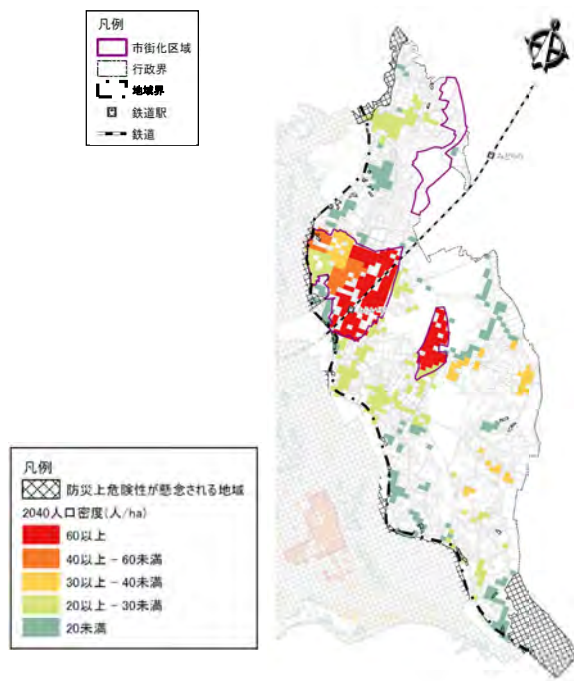 凡例
市街化区域
行政界
地域界
鉄道駅
鉄道
みどりの
凡例
防災上危険性が懸念される地域
2040人口密度(人/ha)
60以上
40以上 - 60未満
30以上 - 40未満
20以上 - 30未満
20未満